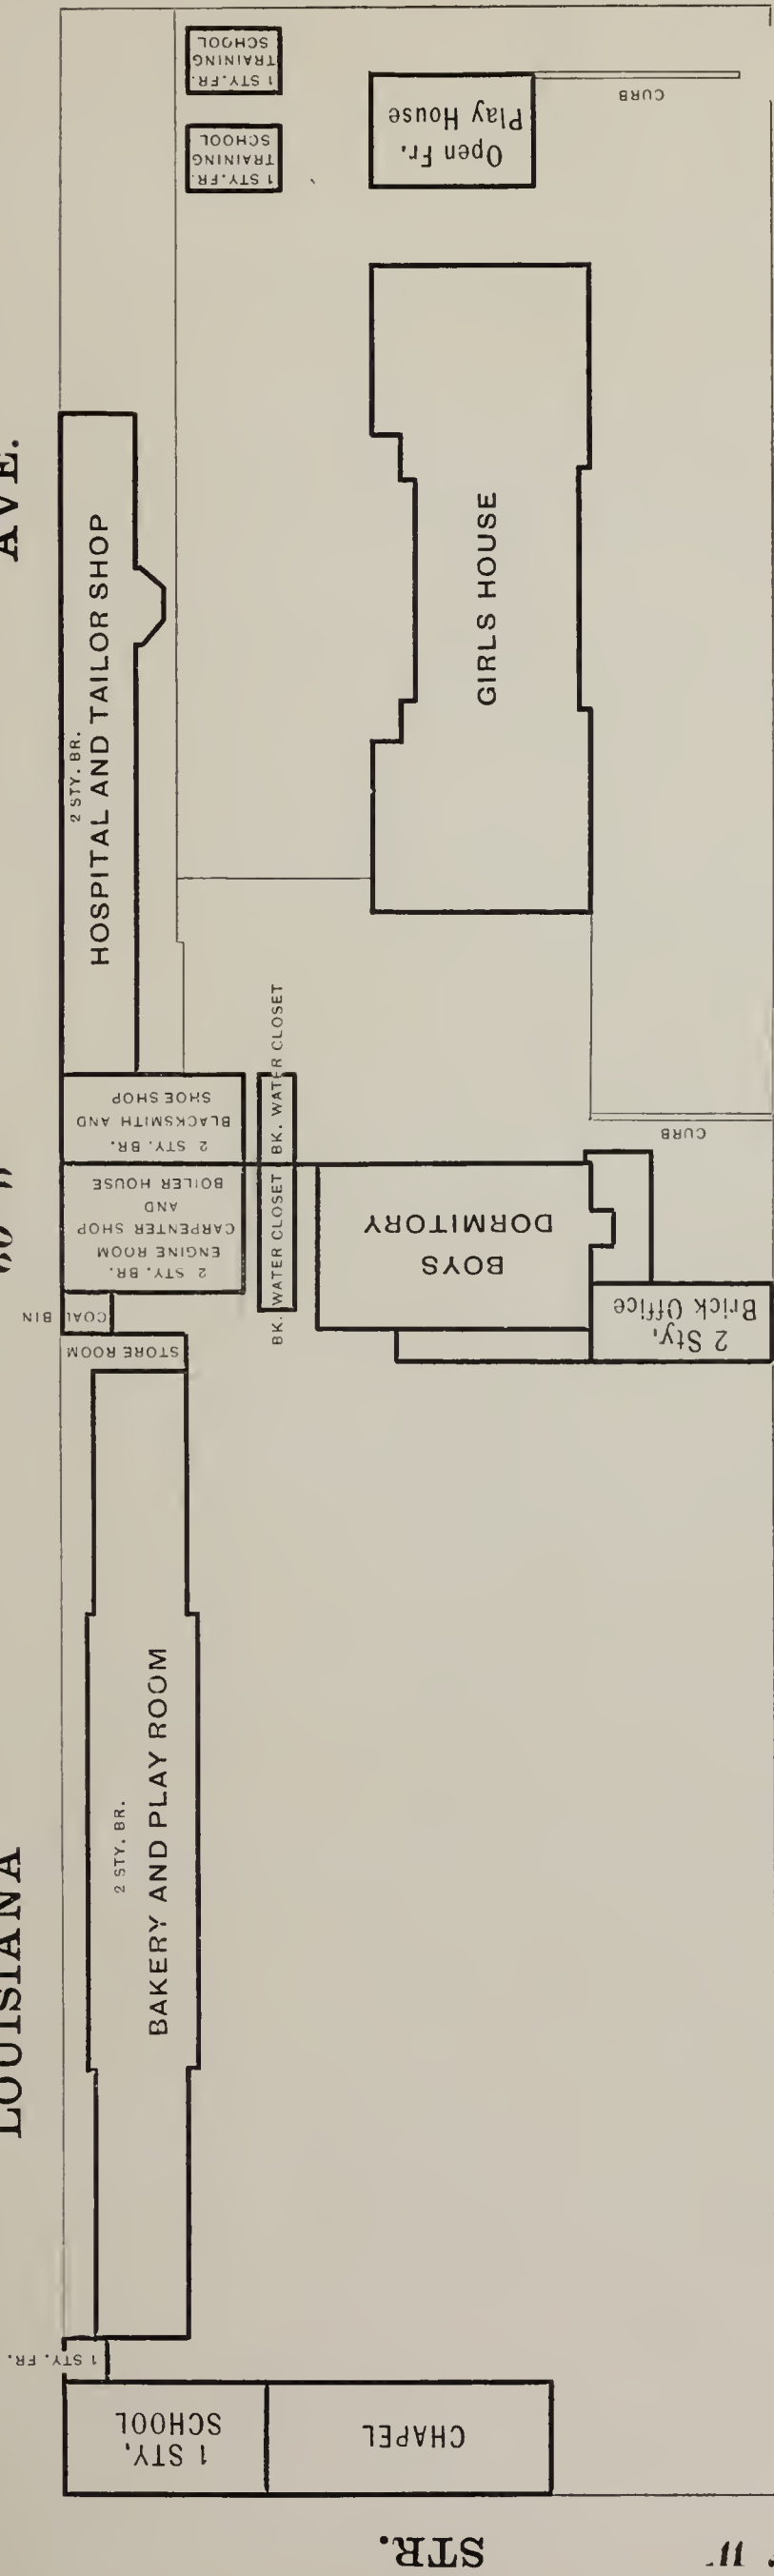 1 STY. FR.
TRAINING
SCHOOL
1 STY. FR.
TRAINING
SCHOOL
Open Fr.
Play House
CURB
AVE.
2 STY. BR.
HOSPITAL AND TAILOR SHOP
GIRLS HOUSE
2 STY. BR.
BLACKSMITH AND
SHOE SHOP
BK. WATER CLOSET
CURB
2 STY. BR.
ENGINE ROOM
CARPENTER SHOP
AND
BOILER HOUSE
BK. WATER CLOSET
BOYS
DORMITORY
2 Sty,
Brick Office
COAL BIN
STORE ROOM
2 STY. BR.
BAKERY AND PLAY ROOM
LOUISIANA
1 STY. FR.
1 STY,
SCHOOL
CHAPEL
STR.